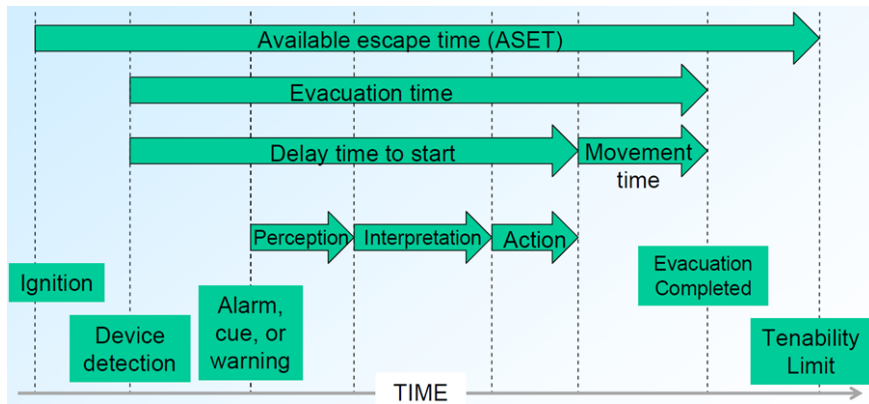 Available escape time (ASET)
Evacuation time
Delay time to start
Movement
time
Perception
Interpretation
Action
Ignition
Device
detection
Alarm,
cue, or
warning
Evacuation
Completed
Tenability
Limit
TIME